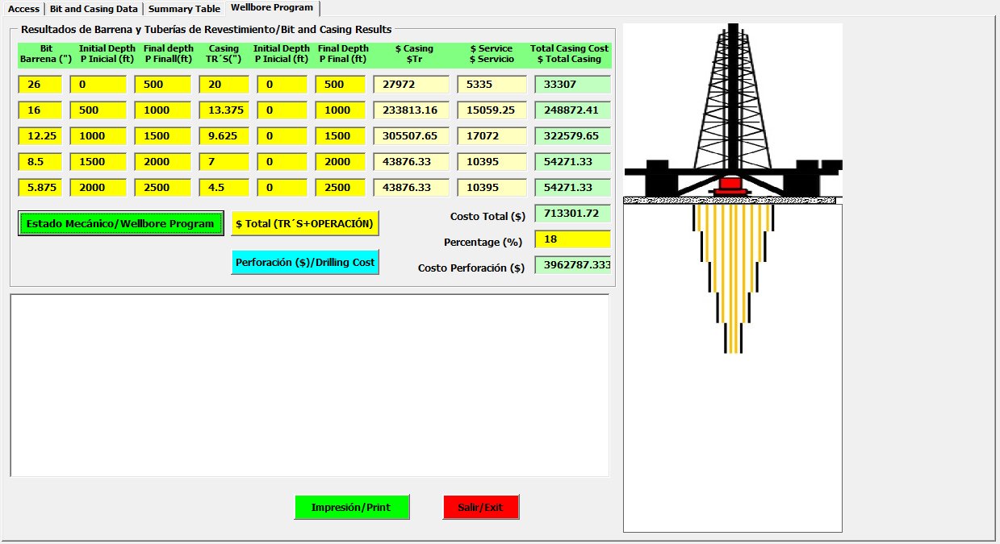 Access Bit and Casing Data Summary Table Wellbore Program
Resultados de Barrena y Tuberías de Revestimiento/Bit and Casing Results
Bit Initial Depth Final depth Casing Initial Depth Final Depth $ Casing $ Service Total Casing Cost
Barrena (") P Inicial (ft) P Finall(ft) TR´S(") P Inicial (ft) P Final (ft) $Tr $ Servicio $ Total Casing
26 0 500 20 0 500 27972 5335 33307
16 500 1000 13.375 0 1000 233813.16 15059.25 248872.41
12.25 1000 1500 9.625 0 1500 305507.65 17072 322579.65
8.5 1500 2000 7 0 2000 43876.33 10395 54271.33
5.875 2000 2500 4.5 0 2500 43876.33 10395 54271.33
Estado Mecánico/Wellbore Program $ Total (TR´S+OPERACIÓN) Costo Total ($) 713301.72
Percentage (%) 18
Perforación ($)/Drilling Cost Costo Perforación ($) 3962787.333
Impresión/Print Salir/Exit